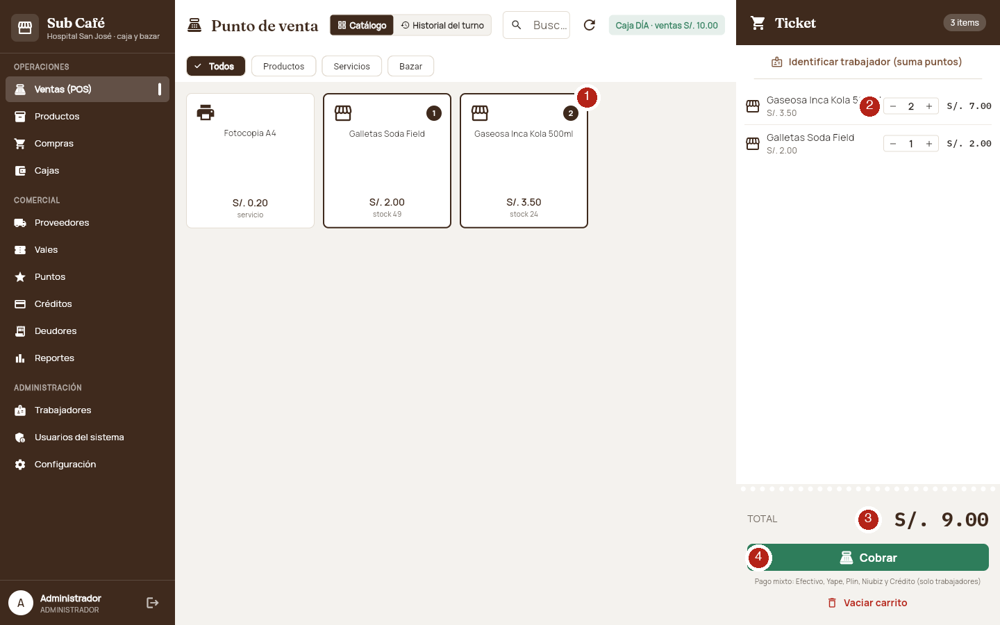 Sub Café
Hospital San José · caja y bazar
OPERACIONES
Ventas (POS)
Productos
Compras
Cajas
COMERCIAL
Proveedores
Vales
Puntos
Créditos
Deudores
Reportes
ADMINISTRACIÓN
Trabajadores
Usuarios del sistema
Configuración
A
Administrador
ADMINISTRADOR
Punto de venta
Catálogo
Historial del turno
Busc...
Caja DÍA · ventas S/. 10.00
Todos
Productos
Servicios
Bazar
Fotocopia A4
S/. 0.20
servicio
1
Galletas Soda Field
S/. 2.00
stock 49
2
1
Gaseosa Inca Kola 500ml
S/. 3.50
stock 24
Ticket
3 items
Identificar trabajador (suma puntos)
Gaseosa Inca Kola 5
S/. 3.50
2
− 2 +
S/. 7.00
Galletas Soda Field
S/. 2.00
− 1 +
S/. 2.00
TOTAL
3
S/. 9.00
4
Cobrar
Pago mixto: Efectivo, Yape, Plin, Niubiz y Crédito (solo trabajadores)
Vaciar carrito